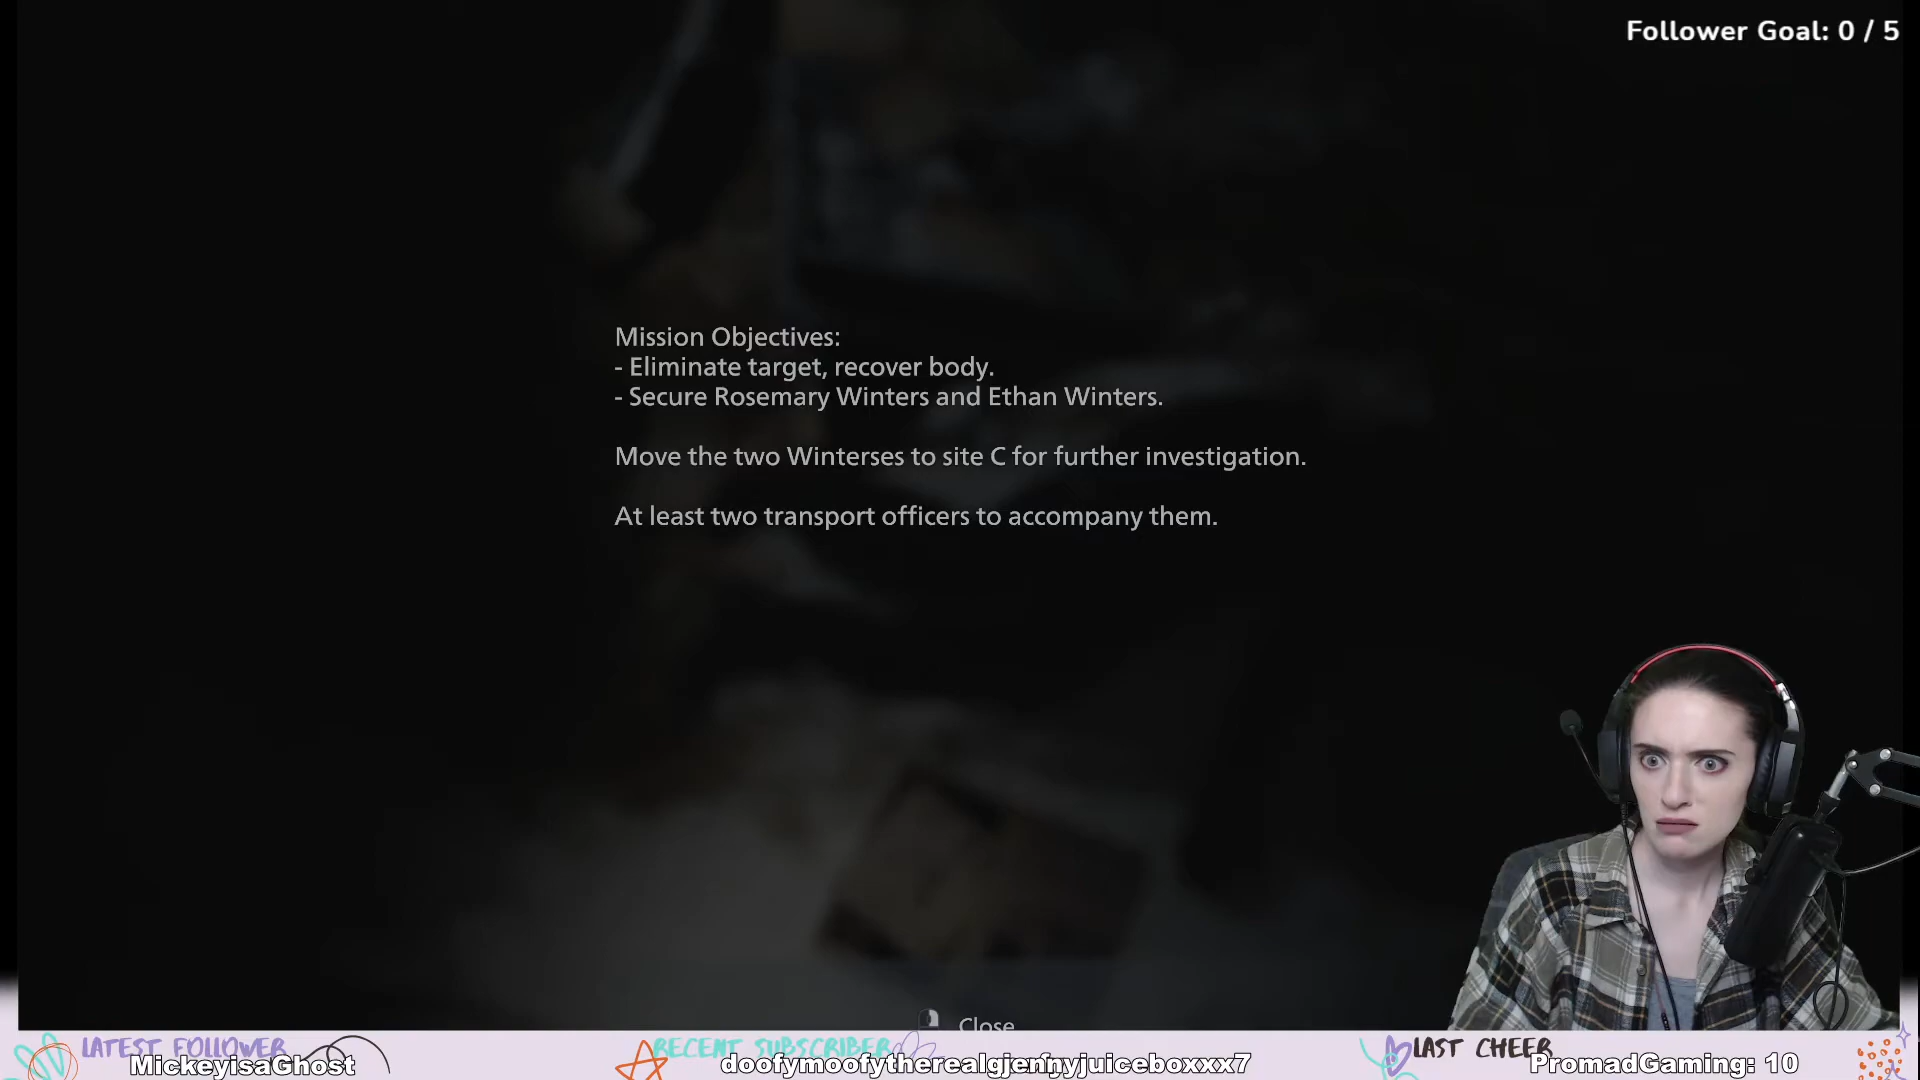 Follower Goal: 0 / 5
Mission Objectives:
- Eliminate target, recover body.
- Secure Rosemary Winters and Ethan Winters.
Move the two Winterses to site C for further investigation.
At least two transport officers to accompany them.
Close
LATEST FOLLOWER
MickeyisaGhost
RECENT SUBSCRIBER
doofymoofytherealg
jennyjuiceboxxx7
LAST CHEER
PromadGaming: 10